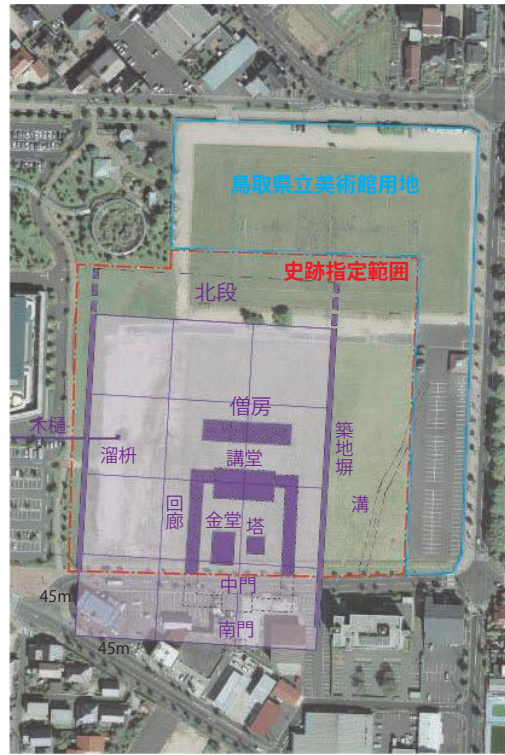 鳥取県立美術館用地
史跡指定範囲
北段
僧房
木樋
溜枡
講堂
築地塀
回廊
金堂
塔
溝
中門
45m
南門
45m